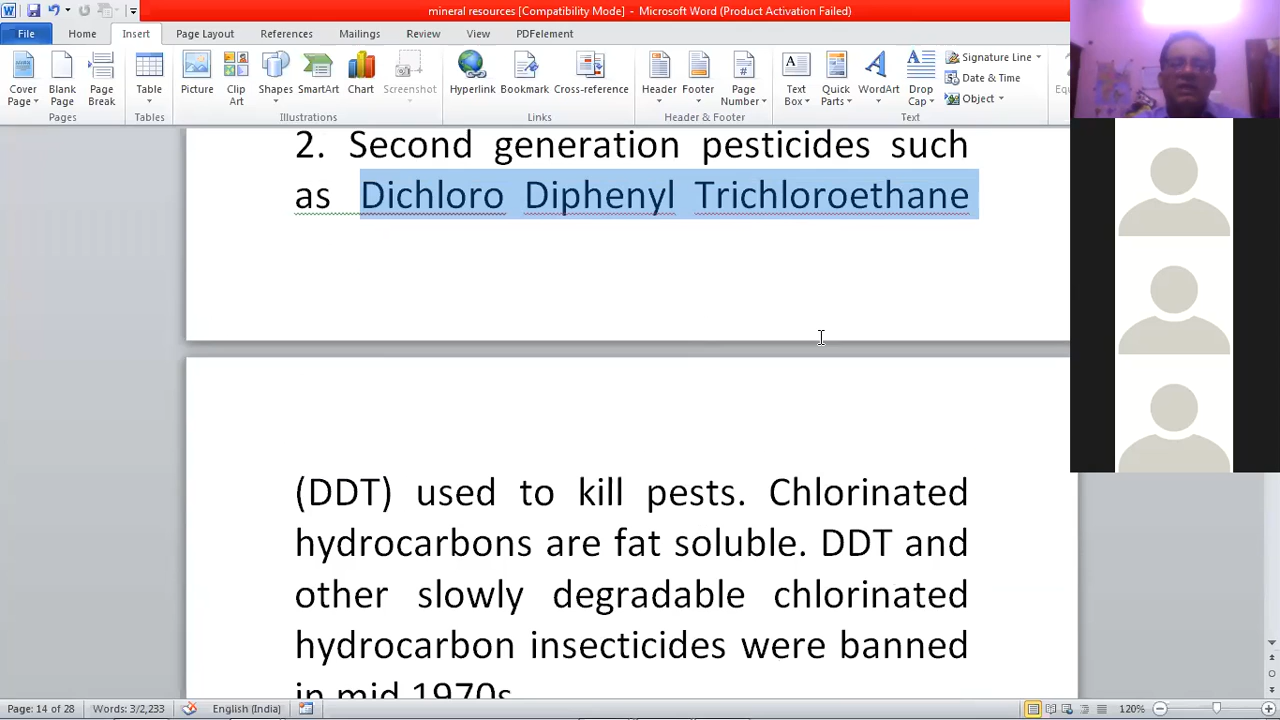 mineral resources [Compatibility Mode] - Microsoft Word (Product Activation Failed)
File Home Insert Page Layout References Mailings Review View PDFelement
Cover Page Blank Page Page Break Table Picture Clip Art Shapes SmartArt Chart Screenshot Hyperlink Bookmark Cross-reference Header Footer Page Number Text Box Quick Parts WordArt Drop Cap Signature Line Date & Time Object
Pages Tables Illustrations Links Header & Footer Text
2. Second generation pesticides such
as Dichloro Diphenyl Trichloroethane
(DDT) used to kill pests. Chlorinated
hydrocarbons are fat soluble. DDT and
other slowly degradable chlorinated
hydrocarbon insecticides were banned
in mid 1970s.
Page: 14 of 28 Words: 3/2,233 English (India) 120%